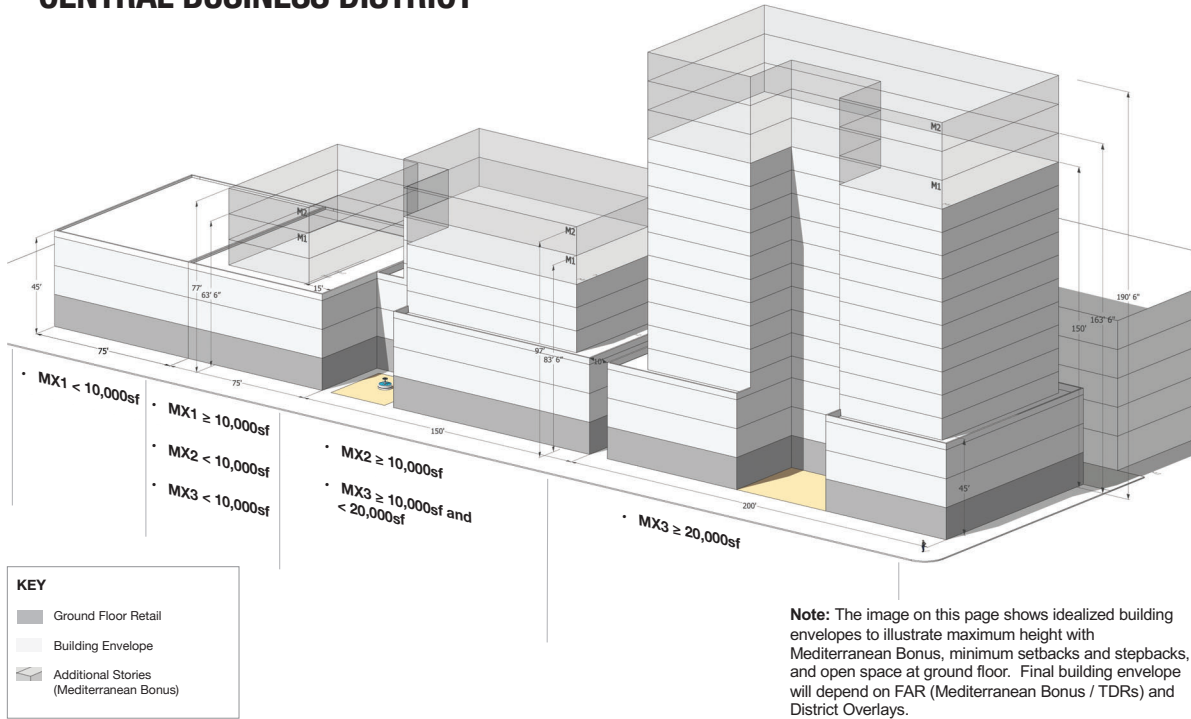 CENTRAL BUSINESS DISTRICT
M2
M1
M2
M1
M2
M1
45'
77'
63' 6"
15'
97'
83' 6"
10'
190' 6"
163' 6"
150'
45'
75'
75'
150'
200'
• MX1 < 10,000sf
• MX1 ≥ 10,000sf
• MX2 < 10,000sf
• MX3 < 10,000sf
• MX2 ≥ 10,000sf
• MX3 ≥ 10,000sf and
< 20,000sf
• MX3 ≥ 20,000sf
KEY
Ground Floor Retail
Building Envelope
Additional Stories
(Mediterranean Bonus)
Note: The image on this page shows idealized building
envelopes to illustrate maximum height with
Mediterranean Bonus, minimum setbacks and stepbacks,
and open space at ground floor. Final building envelope
will depend on FAR (Mediterranean Bonus / TDRs) and
District Overlays.